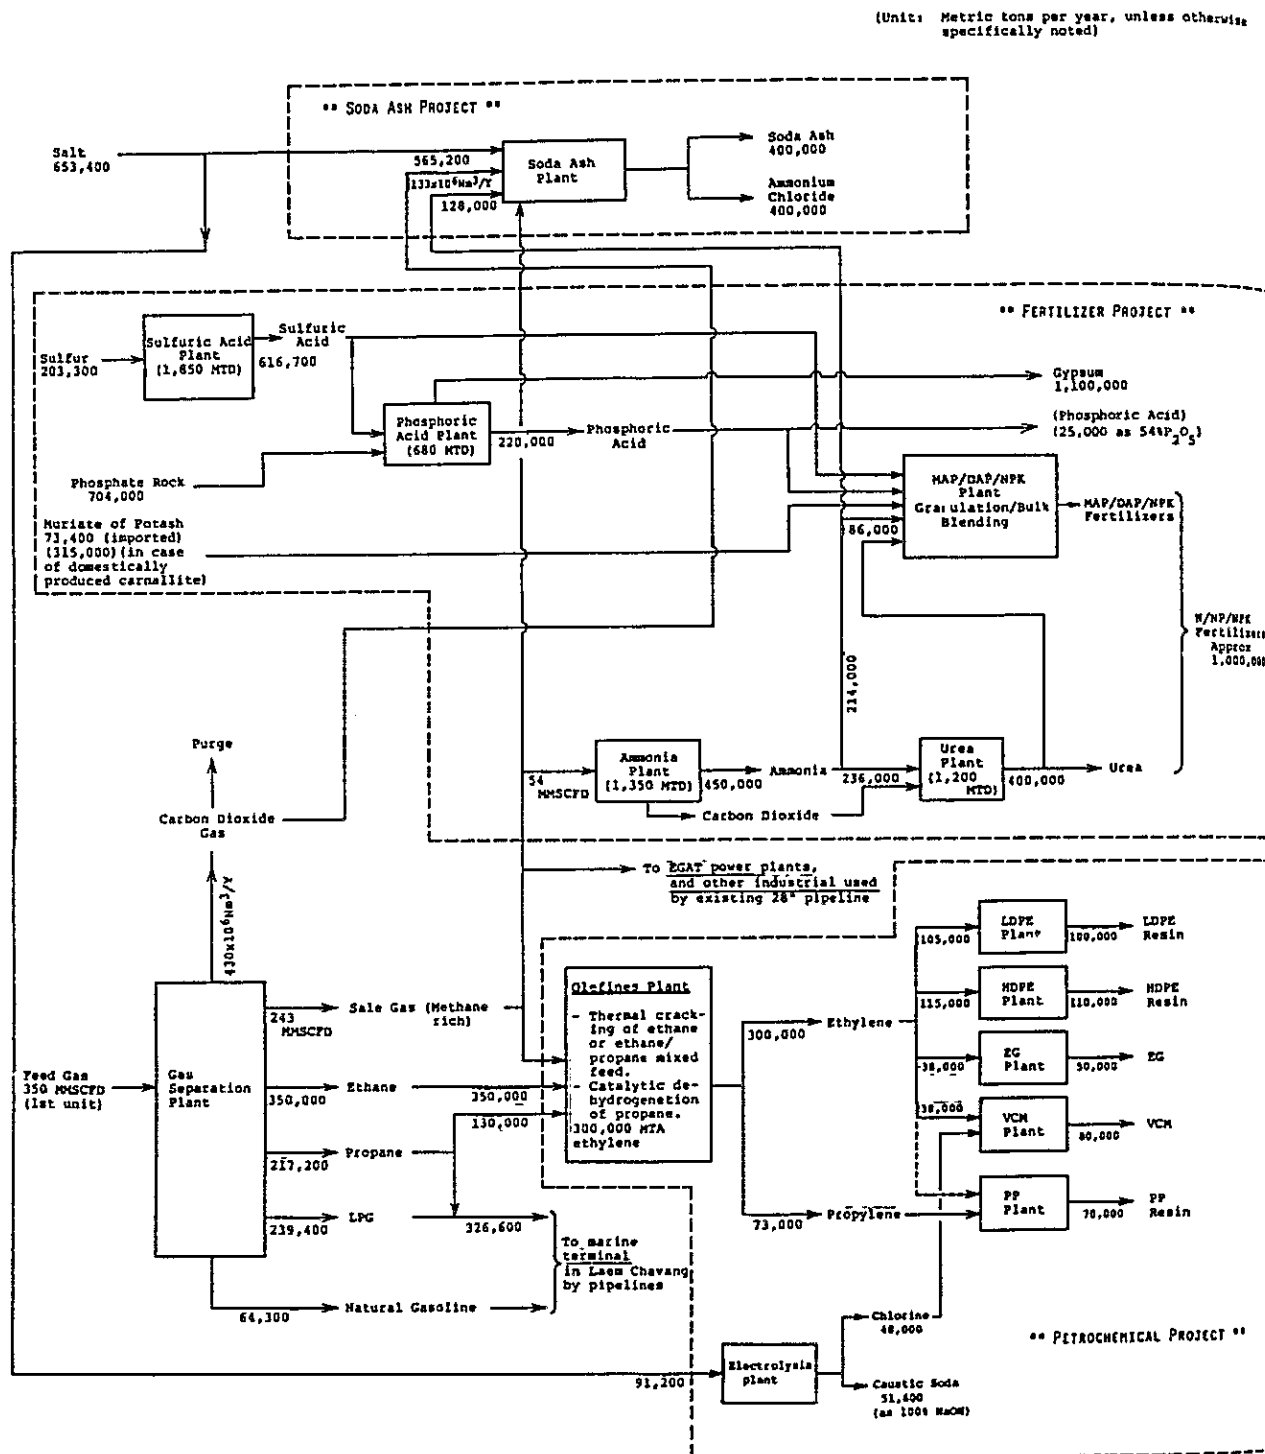 (Unit: Metric tons per year, unless otherwise
specifically noted)
** SODA ASH PROJECT **
Salt
653,400
565,200
133x10⁶Nm³/Y
128,000
Soda Ash
Plant
Soda Ash
400,000
Ammonium
Chloride
400,000
** FERTILIZER PROJECT **
Sulfur
203,300
Sulfuric Acid
Plant
(1,850 MTD)
Sulfuric
Acid
616,700
Gypsum
1,100,000
Phosphoric
Acid Plant
(680 MTD)
220,000
Phosphoric
Acid
(Phosphoric Acid)
(25,000 as 54%P₂O₅)
Phosphate Rock
704,000
Muriate of Potash
73,400 (imported)
(315,000)(in case
of domestically
produced carnallite)
MAP/DAP/NPK
Plant
Granulation/Bulk
Blending
86,000
MAP/DAP/NPK
Fertilizers
N/NP/NPK
Fertilizers
Approx
1,000,000
214,000
Purge
Carbon Dioxide
Gas
430x10⁶Nm³/Y
54
MMSCFD
Ammonia
Plant
(1,350 MTD)
450,000
Ammonia
236,000
Carbon Dioxide
Urea
Plant
(1,200
MTD)
400,000
Urea
To EGAT power plants,
and other industrial used
by existing 28" pipeline
Feed Gas
350 MMSCFD
(1st unit)
Gas
Separation
Plant
243
MMSCFD
Sale Gas (Methane
rich)
350,000
Ethane
350,000
130,000
217,200
Propane
239,400
LPG
326,600
64,300
Natural Gasoline
To marine
terminal
in Laem Chavang
by pipelines
Olefines Plant
- Thermal crack-
ing of ethane
or ethane/
propane mixed
feed.
- Catalytic de-
hydrogenetion
of propane.
300,000 MTA
ethylene
300,000
Ethylene
73,000
Propylene
105,000
LDPE
Plant
100,000
LDPE
Resin
115,000
HDPE
Plant
110,000
HDPE
Resin
38,000
EG
Plant
50,000
EG
38,000
VCM
Plant
80,000
VCM
PP
Plant
70,000
PP
Resin
91,200
Electrolysis
plant
Chlorine
48,000
Caustic Soda
51,600
(as 100% NaOH)
** PETROCHEMICAL PROJECT **